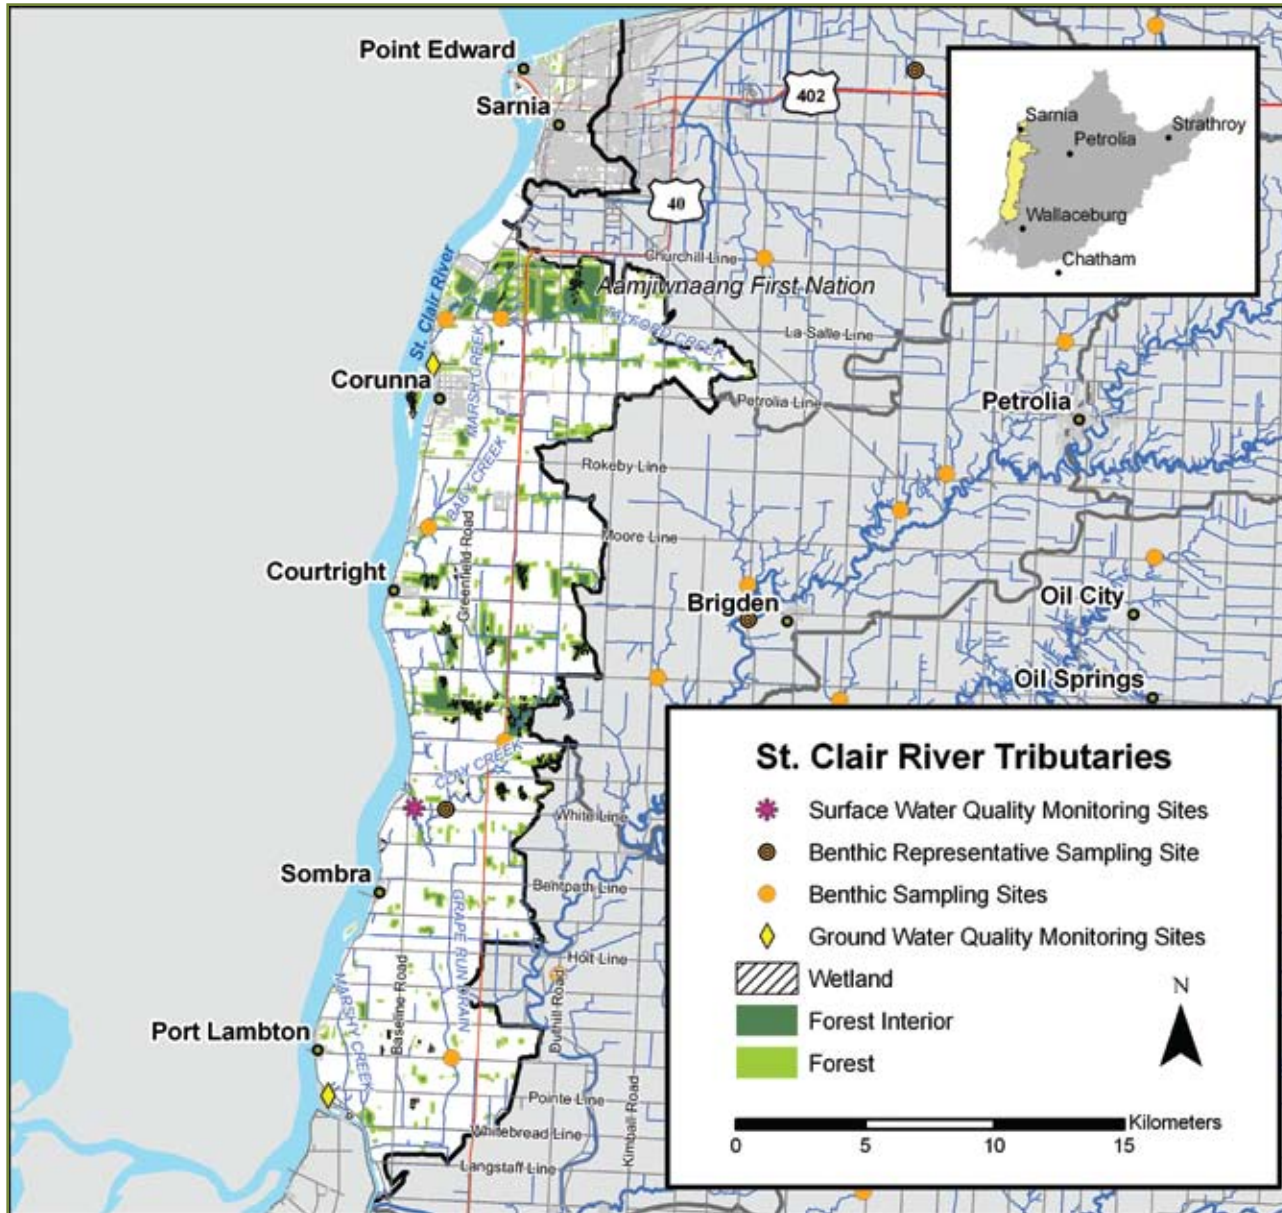 Point Edward
Sarnia
402
40
Sarnia
Strathroy
Petrolia
Wallaceburg
Chatham
St. Clair River
Churchill Line
Aamjiwnaang First Nation
TALFORD CREEK
La Salle Line
MARSH CREEK
Corunna
Petrolia Line
Petrolia
Rokeby Line
BABY CREEK
Greenfield Road
Moore Line
Courtright
Brigden
Oil City
Oil Springs
CLAY CREEK
White Line
Sombra
Bentpath Line
GRAPE RUN DRAIN
Holt Line
Baseline Road
Duthill Road
MARSHY CREEK
Port Lambton
Pointe Line
Kimball Road
Whitebread Line
Langstaff Line
St. Clair River Tributaries
Surface Water Quality Monitoring Sites
Benthic Representative Sampling Site
Benthic Sampling Sites
Ground Water Quality Monitoring Sites
Wetland
Forest Interior
Forest
N
Kilometers
0 5 10 15